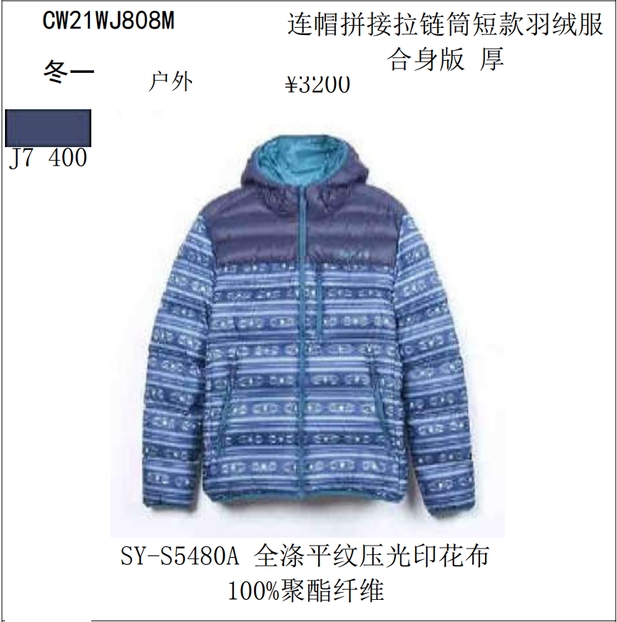 CW21WJ808M
连帽拼接拉链筒短款羽绒服
合身版 厚
冬一
户外
¥3200
J7 400
SY-S5480A 全涤平纹压光印花布
100%聚酯纤维